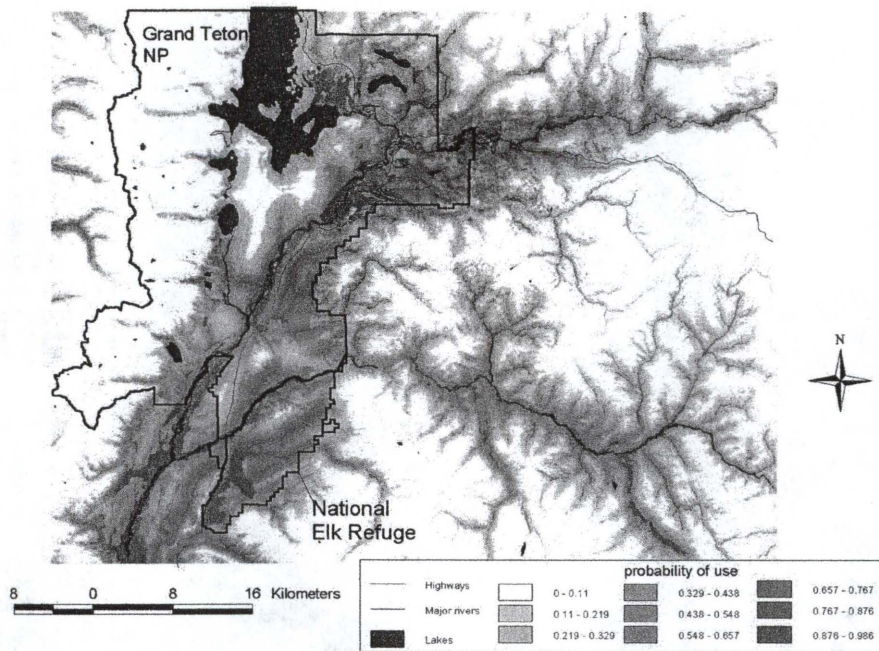 Grand Teton
NP
N
National
Elk Refuge
8 0 8 16 Kilometers
probability of use
Highways
Major rivers
Lakes
0 - 0.11
0.11 - 0.219
0.219 - 0.329
0.329 - 0.438
0.438 - 0.548
0.548 - 0.657
0.657 - 0.767
0.767 - 0.876
0.876 - 0.986